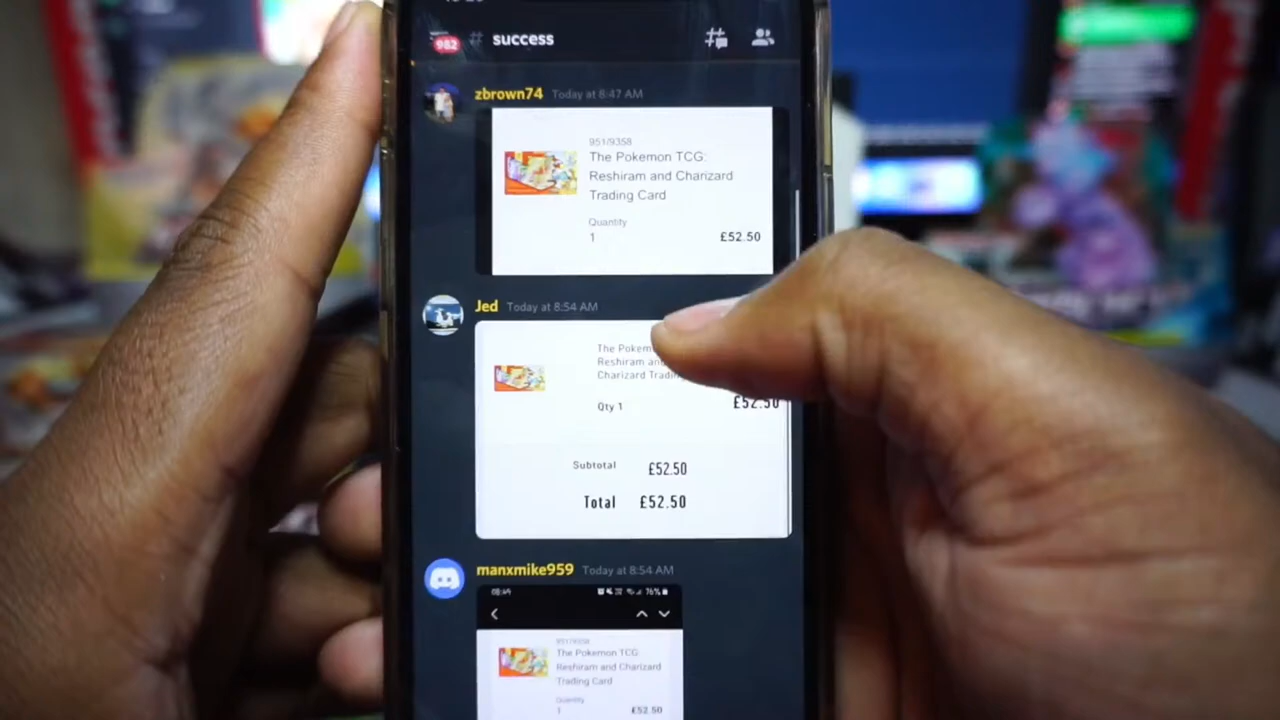 982 # success
zbrown74 Today at 8:47 AM
951/9358
The Pokemon TCG:
Reshiram and Charizard
Trading Card
Quantity
1 £52.50
Jed Today at 8:54 AM
The Pokem
Reshiram an
Charizard Tradin
Qty 1 £52.50
Subtotal £52.50
Total £52.50
manxmike959 Today at 8:54 AM
76%
951/9358
The Pokemon TCG:
Reshiram and Charizard
Trading Card
Quantity
1 £52.50